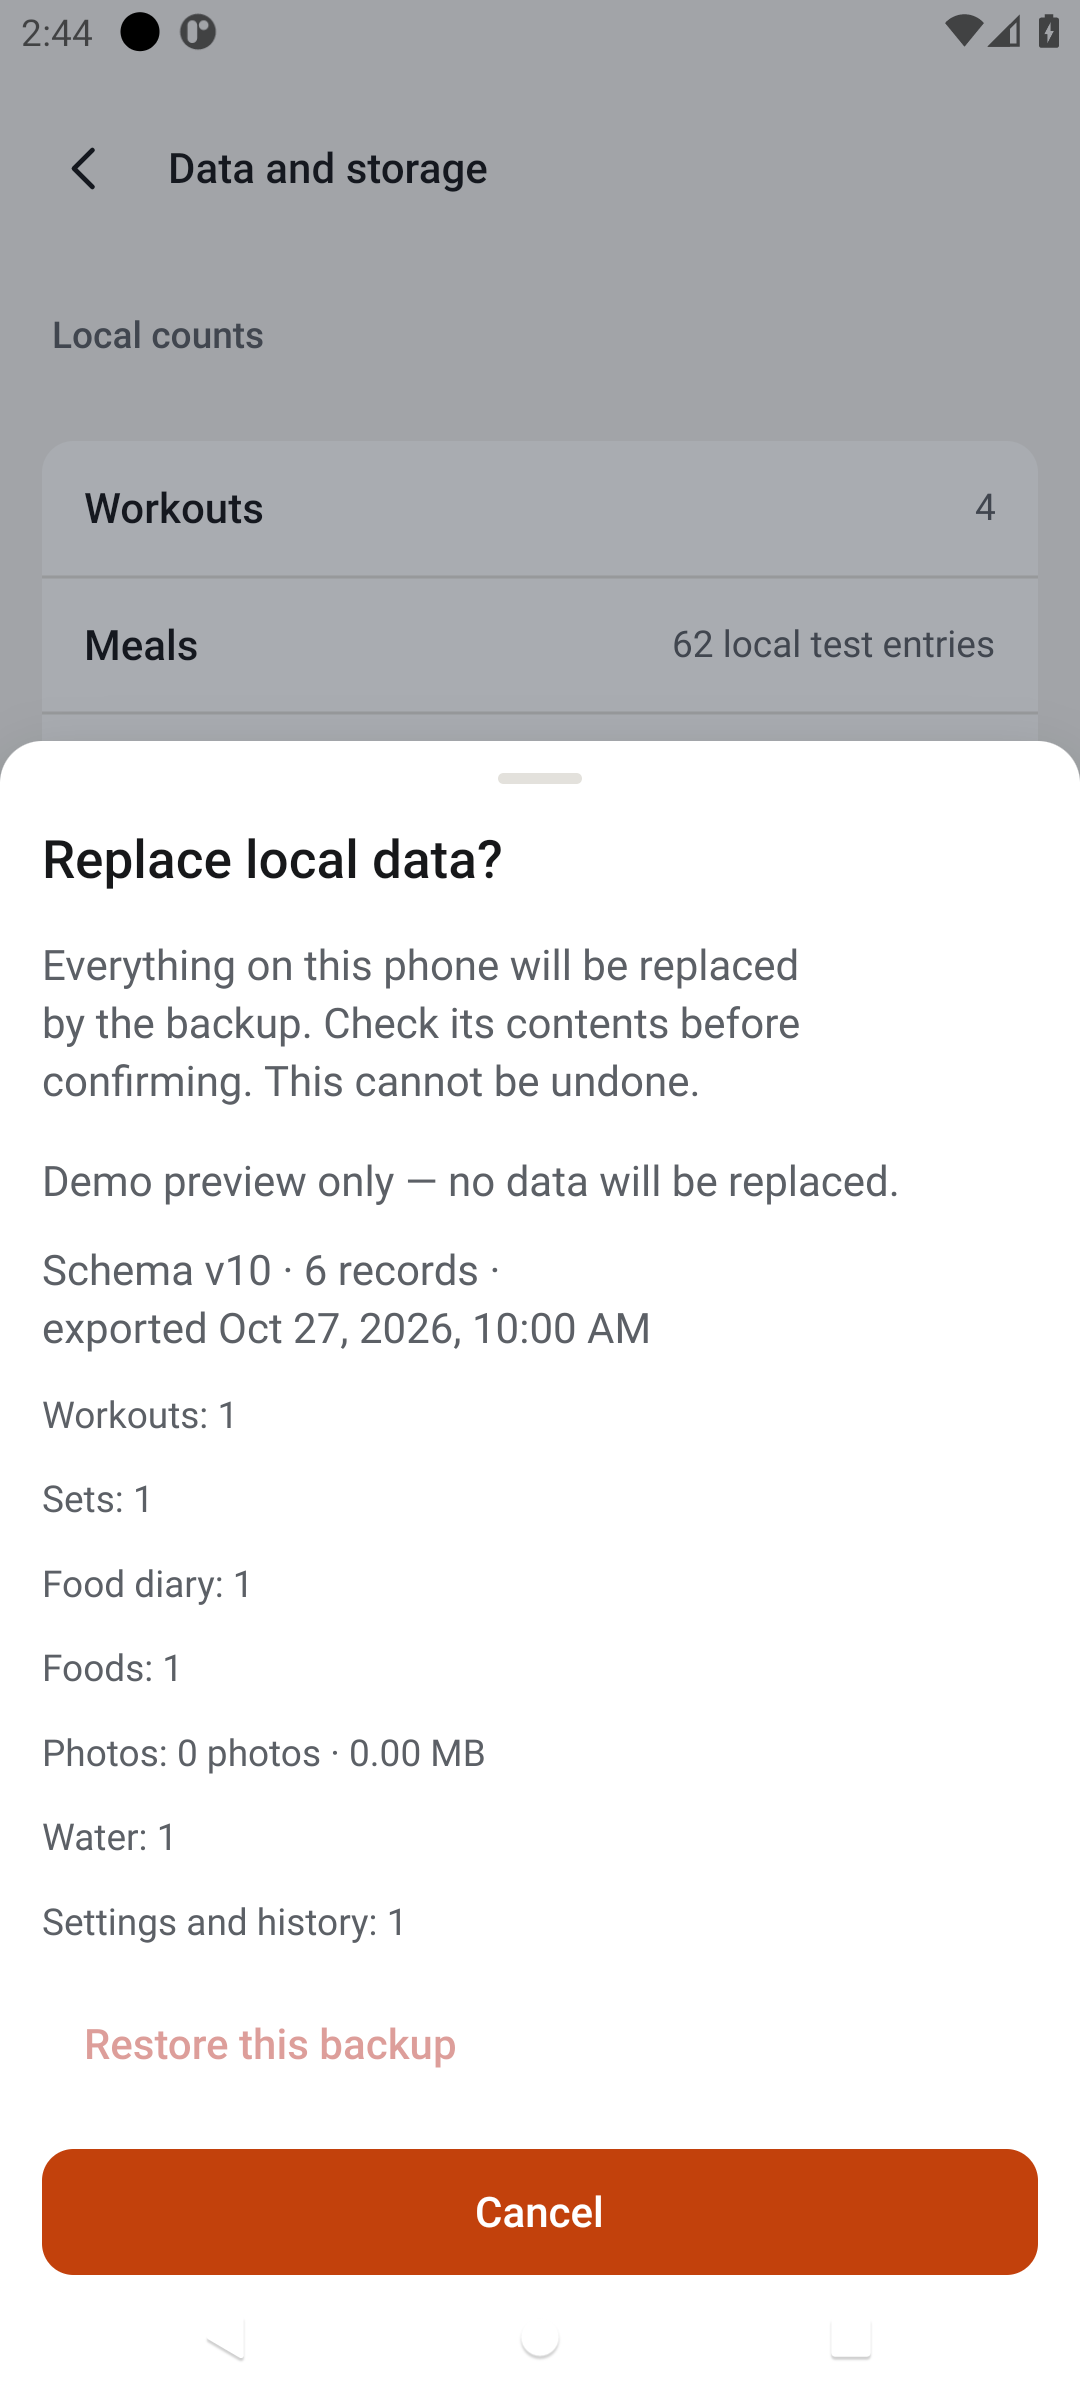 2:44
Data and storage
Local counts
Workouts 4
Meals 62 local test entries
Replace local data?
Everything on this phone will be replaced
by the backup. Check its contents before
confirming. This cannot be undone.
Demo preview only — no data will be replaced.
Schema v10 · 6 records ·
exported Oct 27, 2026, 10:00 AM
Workouts: 1
Sets: 1
Food diary: 1
Foods: 1
Photos: 0 photos · 0.00 MB
Water: 1
Settings and history: 1
Restore this backup
Cancel